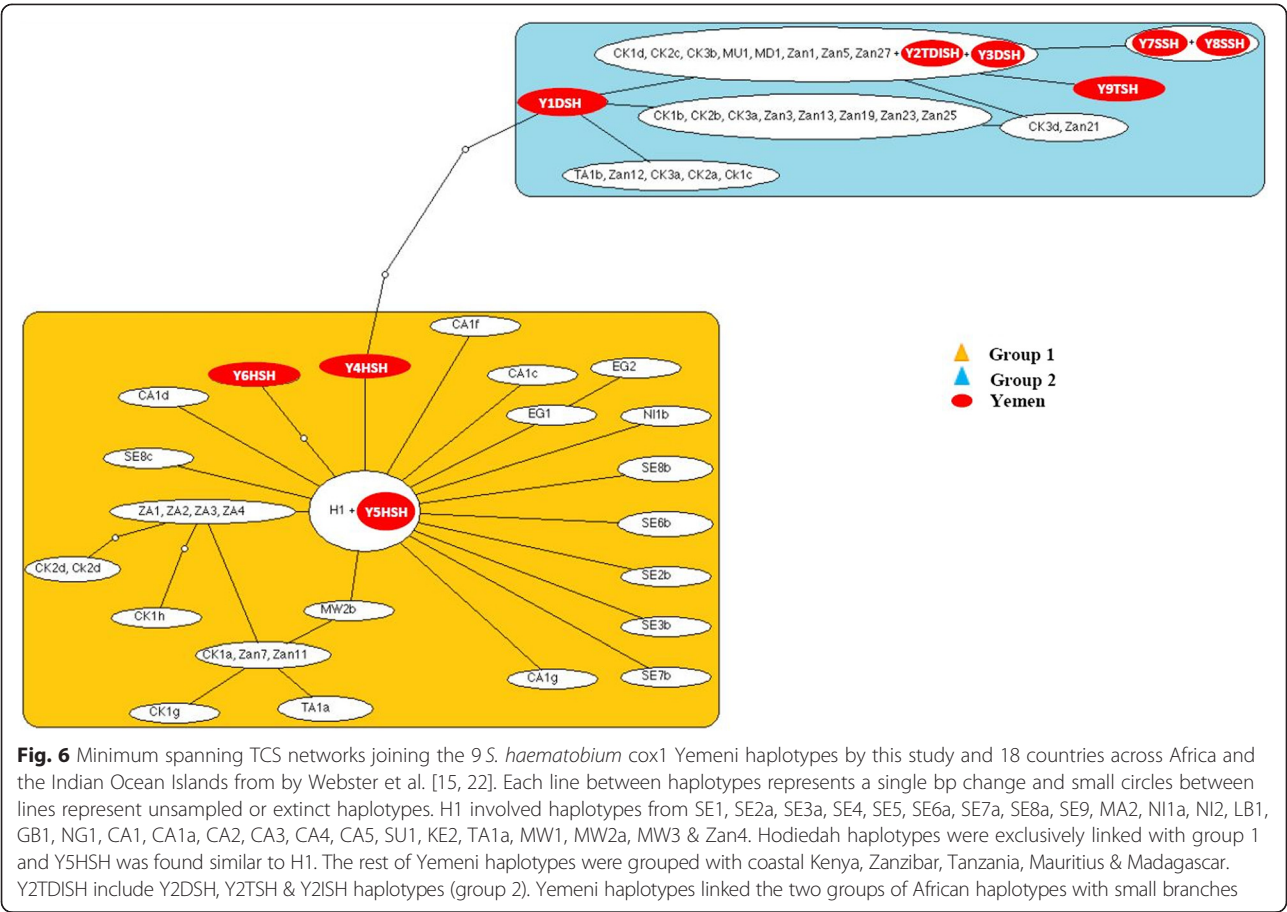 CK1d, CK2c, CK3b, MU1, MD1, Zan1, Zan5, Zan27 + Y2TDISH + Y3DSH
Y7SSH + Y8SSH
Y9TSH
Y1DSH
CK1b, CK2b, CK3a, Zan3, Zan13, Zan19, Zan23, Zan25
CK3d, Zan21
TA1b, Zan12, CK3a, CK2a, Ck1c
CA1f
Y6HSH
Y4HSH
CA1c
EG2
CA1d
EG1
NI1b
SE8c
SE8b
ZA1, ZA2, ZA3, ZA4
H1 + Y5HSH
SE6b
CK2d, Ck2d
SE2b
CK1h
MW2b
SE3b
CK1a, Zan7, Zan11
CA1g
SE7b
CK1g
TA1a
Group 1
Group 2
Yemen
Fig. 6 Minimum spanning TCS networks joining the 9 S. haematobium cox1 Yemeni haplotypes by this study and 18 countries across Africa and
the Indian Ocean Islands from by Webster et al. [15, 22]. Each line between haplotypes represents a single bp change and small circles between
lines represent unsampled or extinct haplotypes. H1 involved haplotypes from SE1, SE2a, SE3a, SE4, SE5, SE6a, SE7a, SE8a, SE9, MA2, NI1a, NI2, LB1,
GB1, NG1, CA1, CA1a, CA2, CA3, CA4, CA5, SU1, KE2, TA1a, MW1, MW2a, MW3 & Zan4. Hodiedah haplotypes were exclusively linked with group 1
and Y5HSH was found similar to H1. The rest of Yemeni haplotypes were grouped with coastal Kenya, Zanzibar, Tanzania, Mauritius & Madagascar.
Y2TDISH include Y2DSH, Y2TSH & Y2ISH haplotypes (group 2). Yemeni haplotypes linked the two groups of African haplotypes with small branches